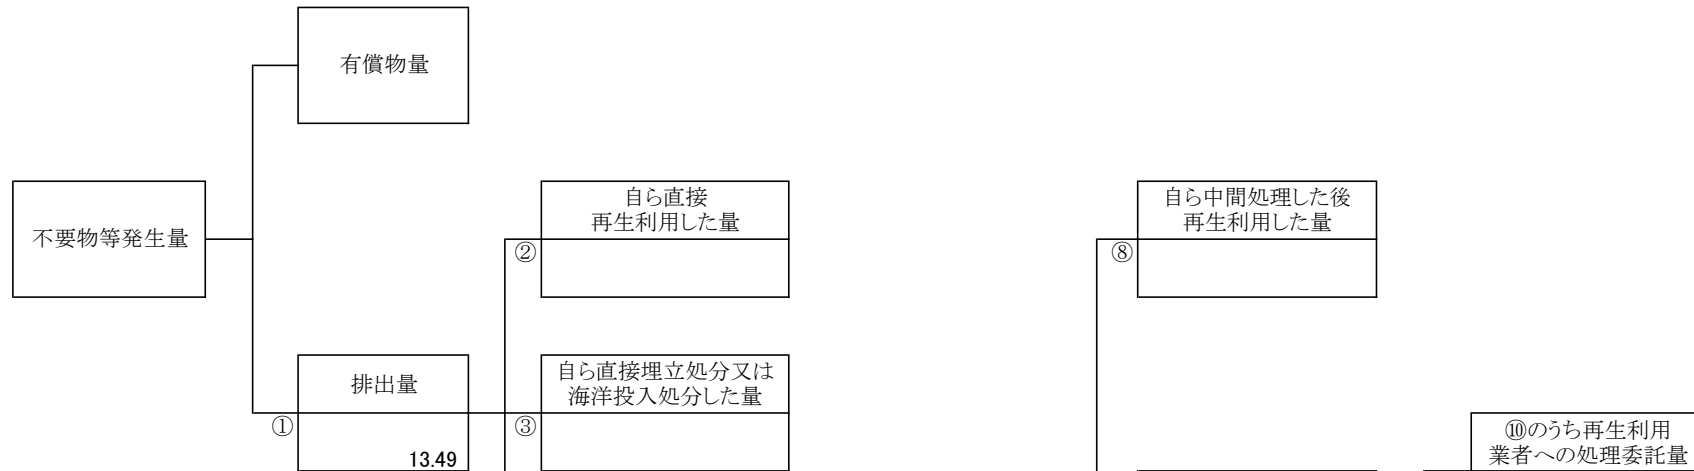 有償物量
不要物等発生量
自ら直接
再生利用した量
②
自ら中間処理した後
再生利用した量
⑧
排出量
①
13.49
自ら直接埋立処分又は
海洋投入処分した量
③
⑩のうち再生利用
業者への処理委託量